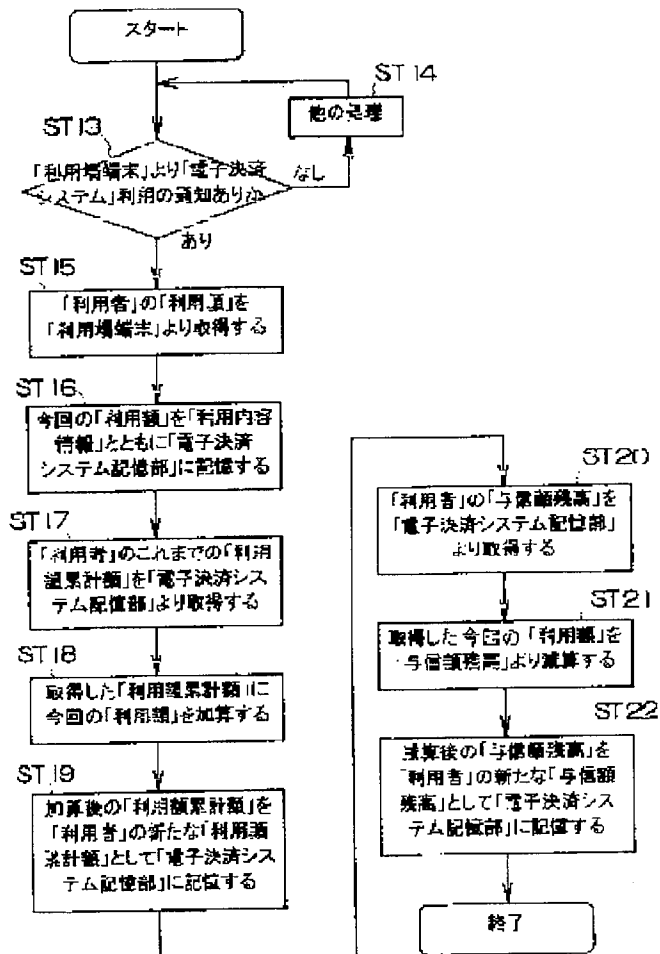 スタート
ST14
他の処理
ST13
「利用場端末」より「電子決済
システム」利用の通知ありか
なし
あり
ST15
「利用者」の「利用額」を
「利用場端末」より取得する
ST16
今回の「利用額」を「利用内容
情報」とともに「電子決済
システム記憶部」に記憶する
ST17
「利用者」のこれまでの「利用
額累計額」を「電子決済シス
テム記憶部」より取得する
ST18
取得した「利用額累計額」に
今回の「利用額」を加算する
ST19
加算後の「利用額累計額」を
「利用者」の新たな「利用額
累計額」として「電子決済シス
テム記憶部」に記憶する
ST20
「利用者」の「与信額残高」を
「電子決済システム記憶部」
より取得する
ST21
取得した今回の「利用額」を
「与信額残高」より減算する
ST22
減算後の「与信額残高」を
「利用者」の新たな「与信額
残高」として「電子決済シス
テム記憶部」に記憶する
終了